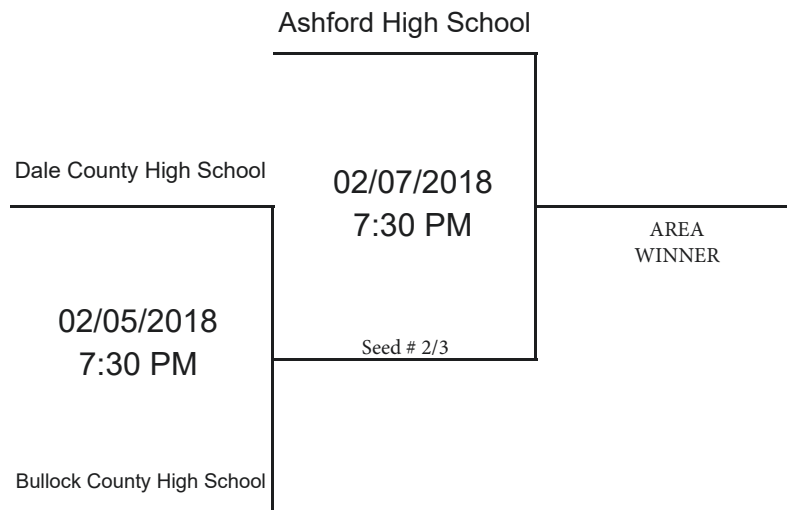 Ashford High School
Dale County High School
02/07/2018
7:30 PM
AREA
WINNER
02/05/2018
7:30 PM
Seed # 2/3
Bullock County High School